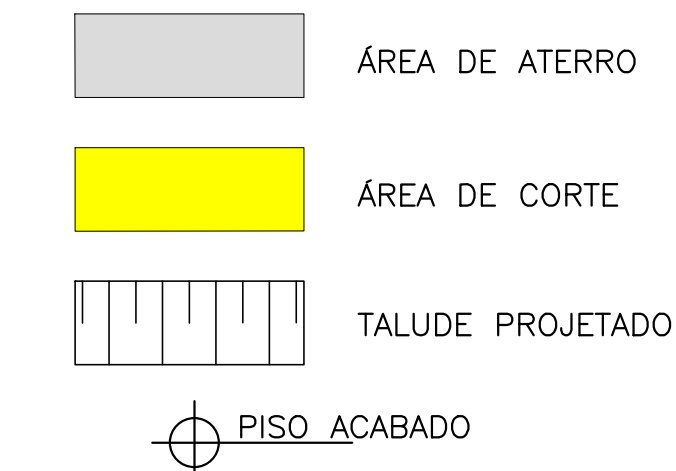 ÁREA DE ATERRO
ÁREA DE CORTE
TALUDE PROJETADO
PISO ACABADO